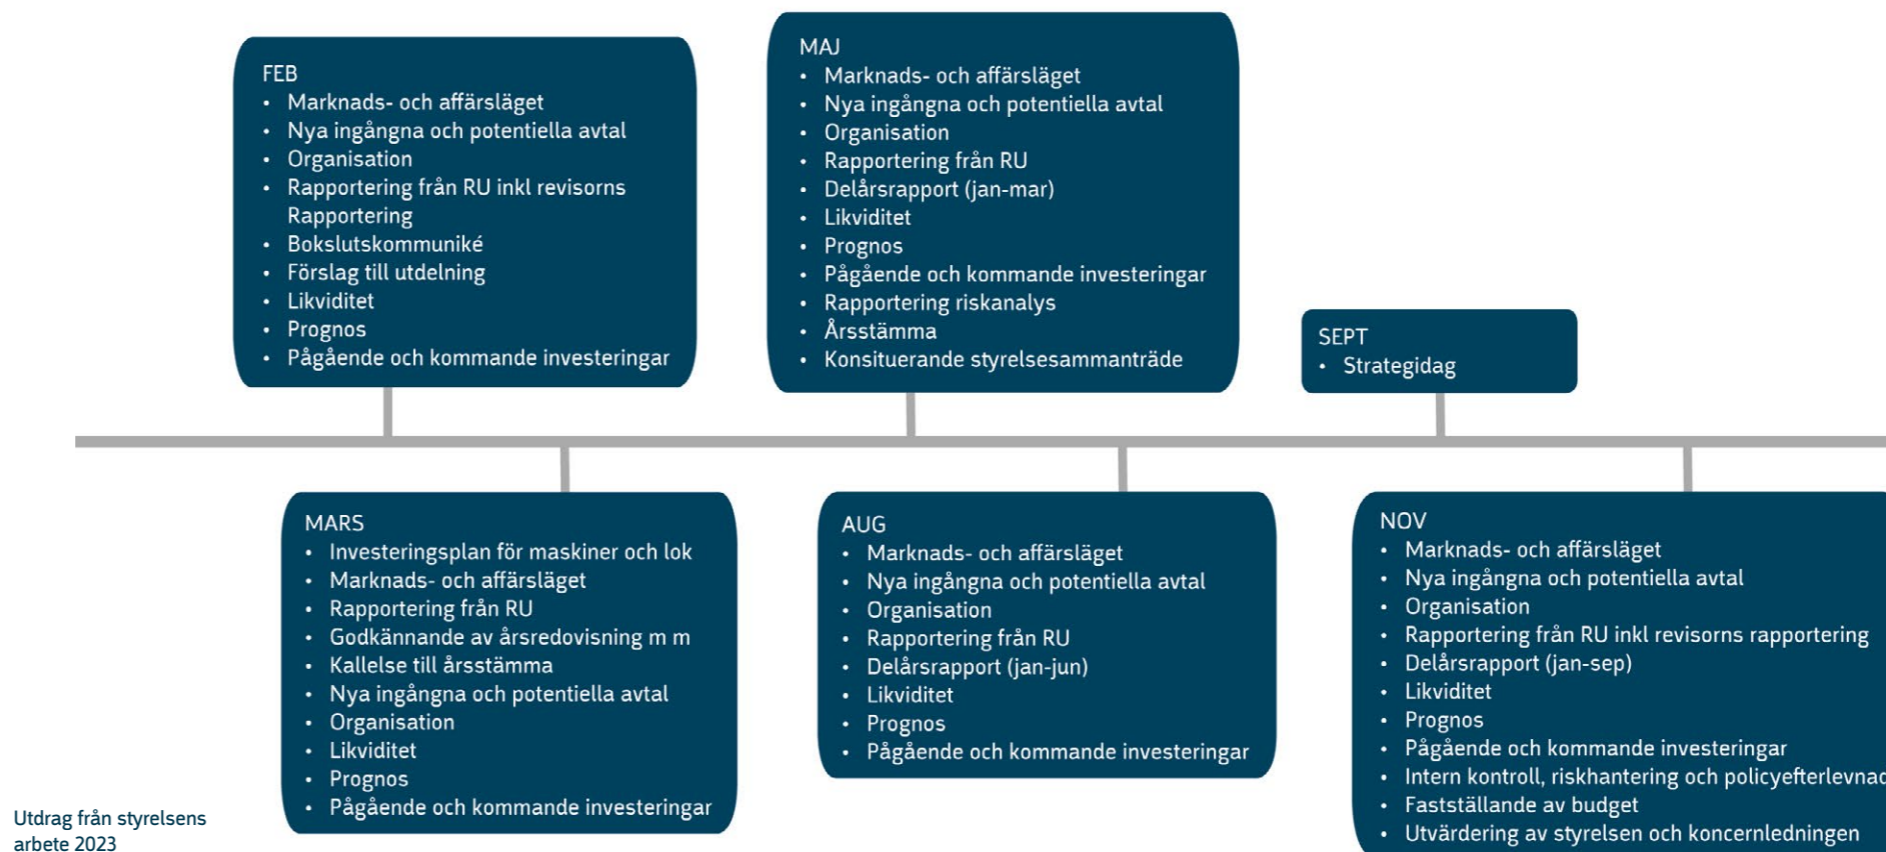 FEB
• Marknads- och affärsläget
• Nya ingångna och potentiella avtal
• Organisation
• Rapportering från RU inkl revisorns
Rapportering
• Bokslutskommuniké
• Förslag till utdelning
• Likviditet
• Prognos
• Pågående och kommande investeringar
MARS
• Investeringsplan för maskiner och lok
• Marknads- och affärsläget
• Rapportering från RU
• Godkännande av årsredovisning m m
• Kallelse till årsstämma
• Nya ingångna och potentiella avtal
• Organisation
• Likviditet
• Prognos
• Pågående och kommande investeringar
MAJ
• Marknads- och affärsläget
• Nya ingångna och potentiella avtal
• Organisation
• Rapportering från RU
• Delårsrapport (jan-mar)
• Likviditet
• Prognos
• Pågående och kommande investeringar
• Rapportering riskanalys
• Årsstämma
• Konsituerande styrelsesammanträde
AUG
• Marknads- och affärsläget
• Nya ingångna och potentiella avtal
• Organisation
• Rapportering från RU
• Delårsrapport (jan-jun)
• Likviditet
• Prognos
• Pågående och kommande investeringar
SEPT
• Strategidag
NOV
• Marknads- och affärsläget
• Nya ingångna och potentiella avtal
• Organisation
• Rapportering från RU inkl revisorns rapportering
• Delårsrapport (jan-sep)
• Likviditet
• Prognos
• Pågående och kommande investeringar
• Intern kontroll, riskhantering och policyefterlevnad
• Fastställande av budget
• Utvärdering av styrelsen och koncernledningen
Utdrag från styrelsens
arbete 2023